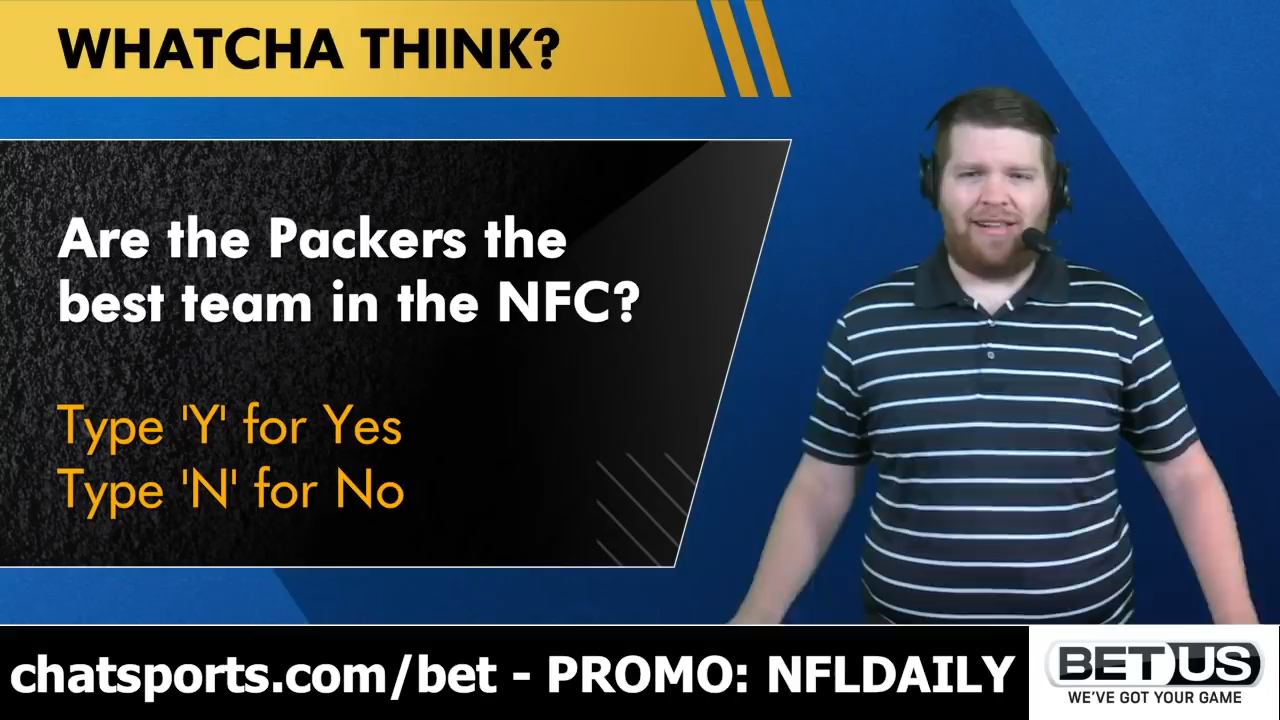 WHATCHA THINK?
Are the Packers the
best team in the NFC?
Type 'Y' for Yes
Type 'N' for No
chatsports.com/bet - PROMO: NFLDAILY
BETUS
WE'VE GOT YOUR GAME